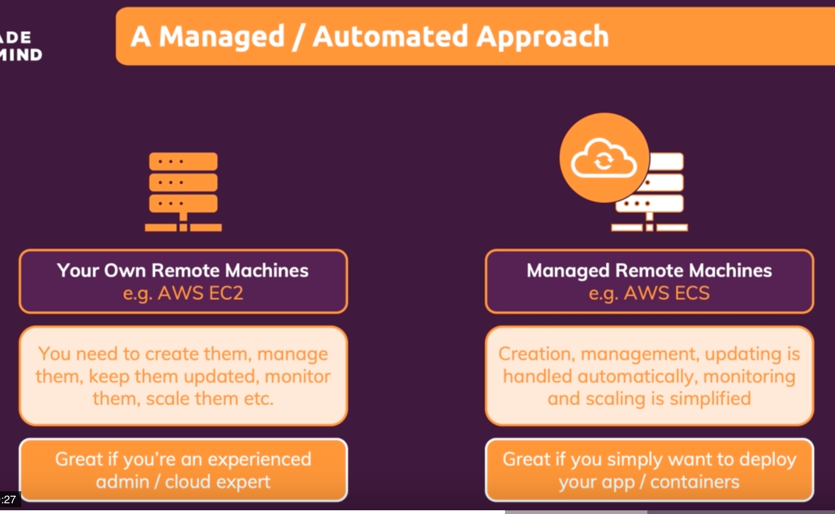 ADE
MIND
A Managed / Automated Approach
Your Own Remote Machines
e.g. AWS EC2
You need to create them, manage
them, keep them updated, monitor
them, scale them etc.
Great if you're an experienced
admin / cloud expert
Managed Remote Machines
e.g. AWS ECS
Creation, management, updating is
handled automatically, monitoring
and scaling is simplified
Great if you simply want to deploy
your app / containers
:27